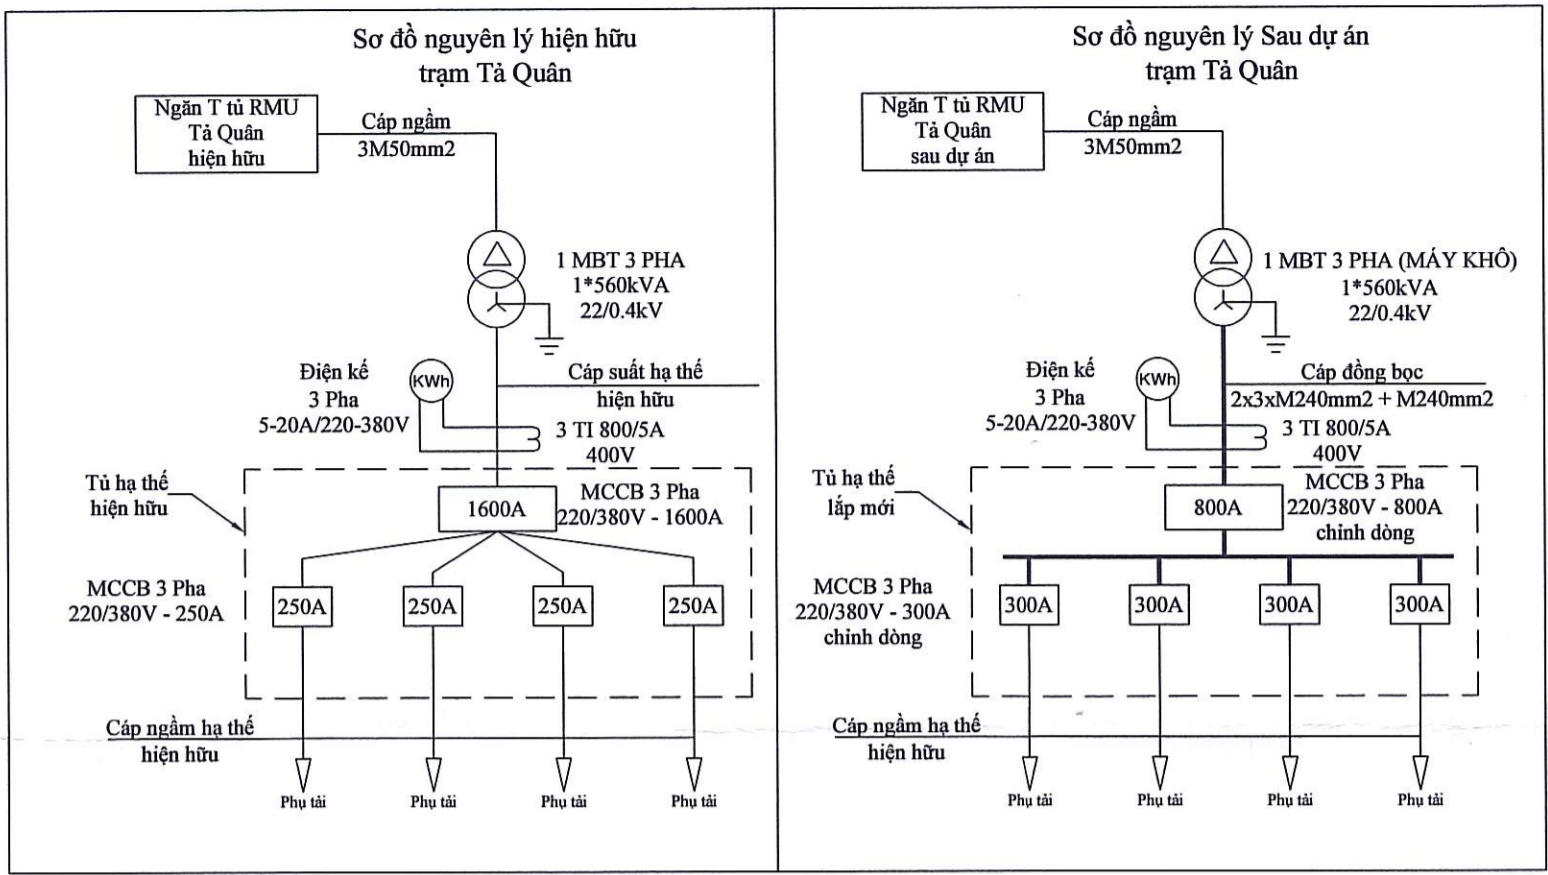 Sơ đồ nguyên lý hiện hữu
trạm Tả Quân
Ngăn T tủ RMU
Tả Quân
hiện hữu
Cáp ngầm
3M50mm2
1 MBT 3 PHA
1*560kVA
22/0.4kV
Điện kế
3 Pha
5-20A/220-380V
KWh
Cáp suất hạ thế
hiện hữu
3 TI 800/5A
400V
Tủ hạ thế
hiện hữu
1600A
MCCB 3 Pha
220/380V - 1600A
MCCB 3 Pha
220/380V - 250A
250A
250A
250A
250A
Cáp ngầm hạ thế
hiện hữu
Phụ tải
Phụ tải
Phụ tải
Phụ tải
Sơ đồ nguyên lý Sau dự án
trạm Tả Quân
Ngăn T tủ RMU
Tả Quân
sau dự án
Cáp ngầm
3M50mm2
1 MBT 3 PHA (MÁY KHÔ)
1*560kVA
22/0.4kV
Điện kế
3 Pha
5-20A/220-380V
KWh
Cáp đồng bọc
2x3xM240mm2 + M240mm2
3 TI 800/5A
400V
Tủ hạ thế
lắp mới
800A
MCCB 3 Pha
220/380V - 800A
chỉnh dòng
MCCB 3 Pha
220/380V - 300A
chỉnh dòng
300A
300A
300A
300A
Cáp ngầm hạ thế
hiện hữu
Phụ tải
Phụ tải
Phụ tải
Phụ tải